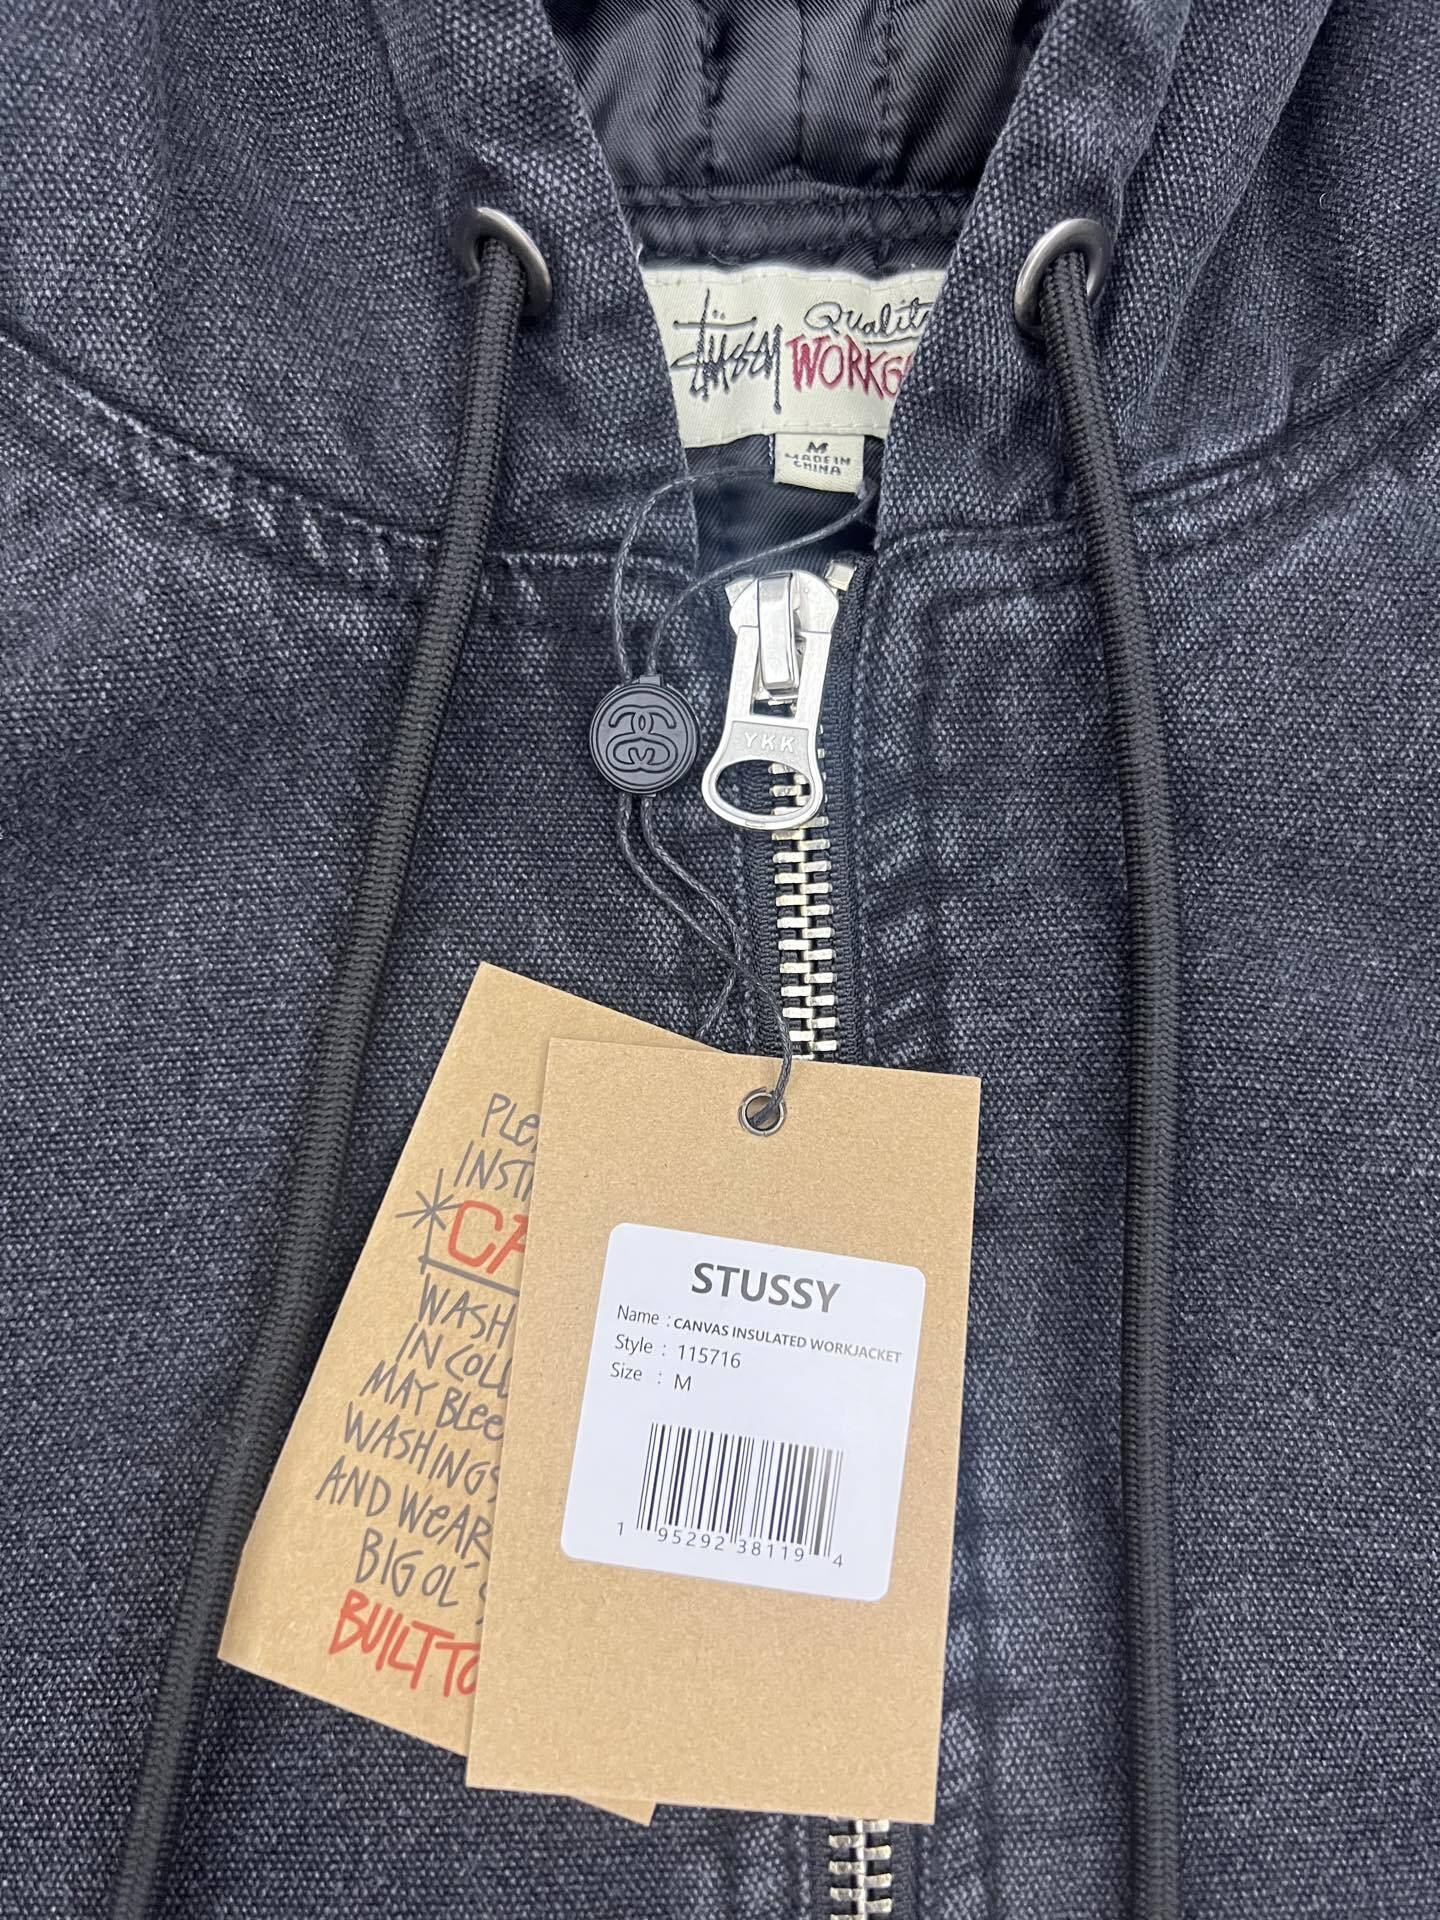 Stüssy Quality
WORKG
M
MADE IN
CHINA
YKK
PLE
INST
*CA
WASH
IN COLD
MAY BLEE
WASHINGS
AND WEAR
BIG OL' S
BUILT TO
STUSSY
Name : CANVAS INSULATED WORKJACKET
Style : 115716
Size : M
1 95292 38119 4